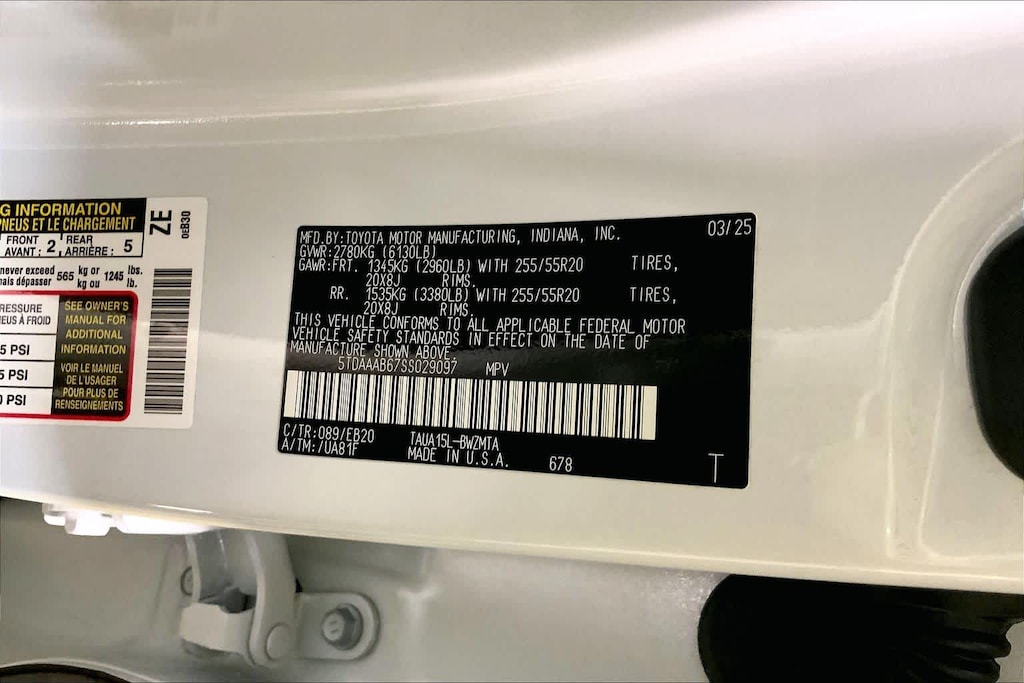 G INFORMATION
PNEUS ET LE CHARGEMENT
FRONT AVANT : 2 REAR ARRIÈRE : 5
never exceed 565 kg or 1245 lbs.
mais dépasser kg ou lb.
RESSURE
NEUS À FROID
5 PSI
5 PSI
0 PSI
SEE OWNER'S
MANUAL FOR
ADDITIONAL
INFORMATION
VOIR LE MANUEL
DE L'USAGER
POUR PLUS DE
RENSEIGNEMENTS
ZE
0EB30
MFD.BY:TOYOTA MOTOR MANUFACTURING, INDIANA, INC. 03/25
GVWR:2780KG (6130LB)
GAWR:FRT. 1345KG (2960LB) WITH 255/55R20 TIRES,
20X8J RIMS.
RR. 1535KG (3380LB) WITH 255/55R20 TIRES,
20X8J RIMS.
THIS VEHICLE CONFORMS TO ALL APPLICABLE FEDERAL MOTOR
VEHICLE SAFETY STANDARDS IN EFFECT ON THE DATE OF
MANUFACTURE SHOWN ABOVE.
5TDAAAB67SS029097 MPV
C/TR:089/EB20 TAUA15L-BWZMTA
A/TM:/UA81F MADE IN U.S.A. 678 T